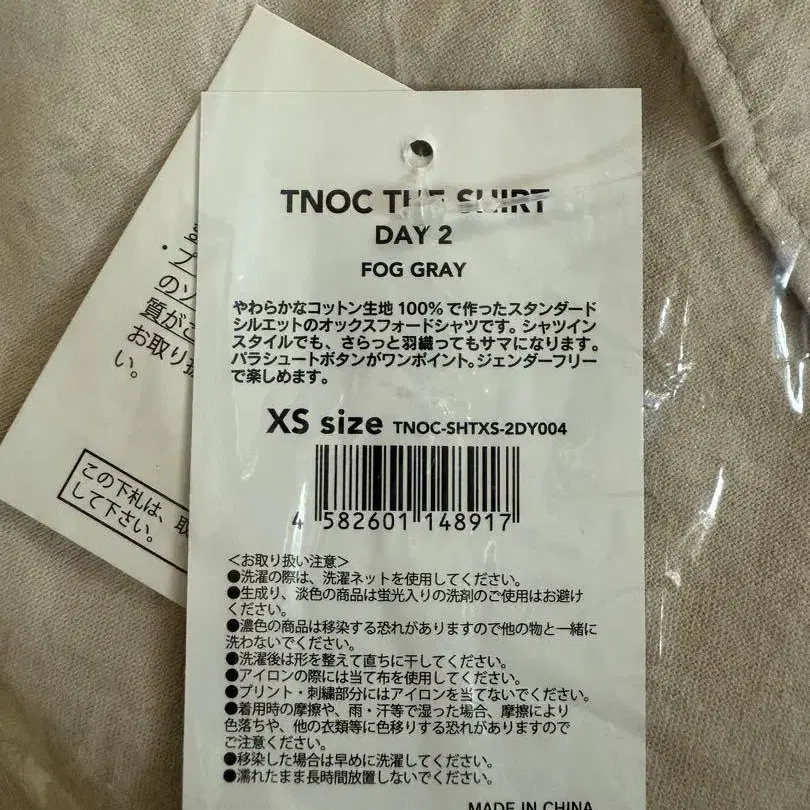 TNOC THE SHIRT
DAY 2
FOG GRAY
やわらかなコットン生地100%で作ったスタンダード
シルエットのオックスフォードシャツです。シャツイン
スタイルでも、さらっと羽織ってもサマになります。
パラシュートボタンがワンポイント。ジェンダーフリー
で楽しめます。
XS size TNOC-SHTXS-2DY004
4 582601 148917
＜お取り扱い注意＞
●洗濯の際は、洗濯ネットを使用してください。
●生成り、淡色の商品は蛍光入りの洗剤のご使用はお避け
ください。
●濃色の商品は移染する恐れがありますので他の物と一緒に
洗わないでください。
●洗濯後は形を整えて直ちに干してください。
●アイロンの際には当て布を使用してください。
●プリント・刺繍部分にはアイロンを当てないでください。
●着用時の摩擦や、雨・汗等で湿った場合、摩擦により
色落ちや、他の衣類等に色移りする恐れがありますので
ご注意ください。
●移染した場合は早めに洗濯してください。
●濡れたまま長時間放置しないでください。
MADE IN CHINA
のソ
質がこ
お取り扱
い。
この下札は、取
して下さい。